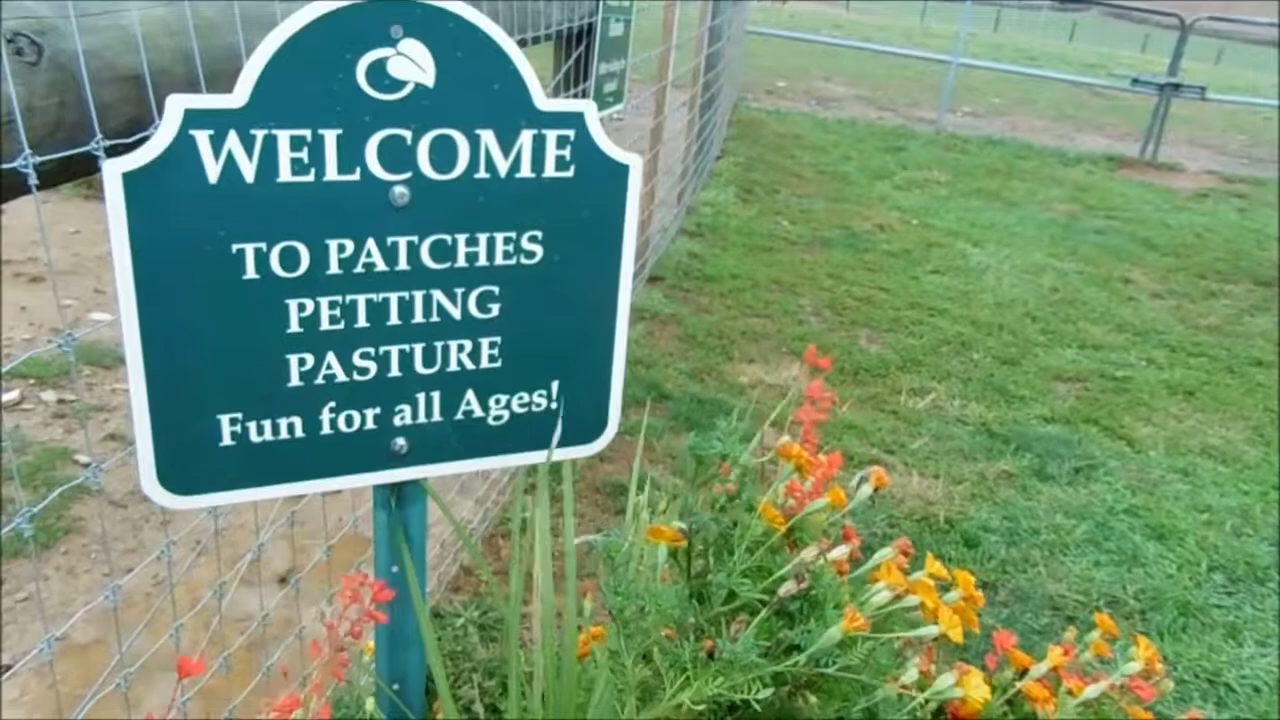 WELCOME
TO PATCHES
PETTING
PASTURE
Fun for all Ages!